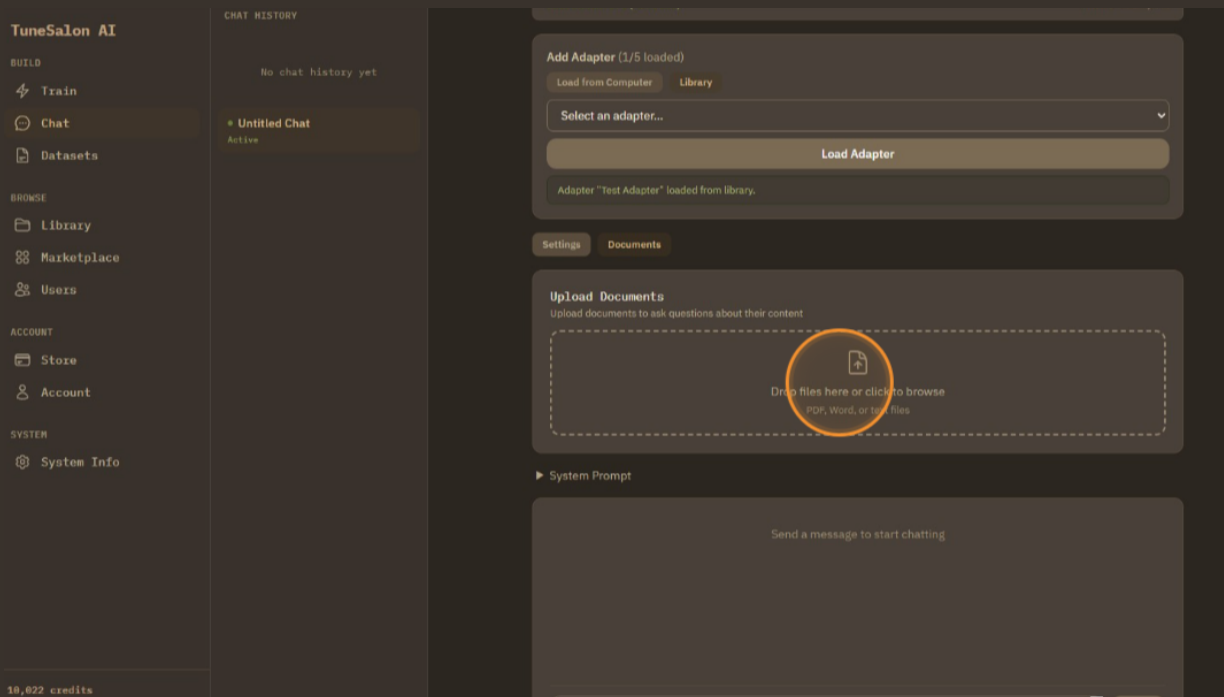 TuneSalon AI
BUILD
Train
Chat
Datasets
BROWSE
Library
Marketplace
Users
ACCOUNT
Store
Account
SYSTEM
System Info
10,022 credits
CHAT HISTORY
No chat history yet
Untitled Chat
Active
Add Adapter (1/5 loaded)
Load from Computer Library
Select an adapter...
Load Adapter
Adapter "Test Adapter" loaded from library.
Settings Documents
Upload Documents
Upload documents to ask questions about their content
Drop files here or click to browse
PDF, Word, or text files
System Prompt
Send a message to start chatting